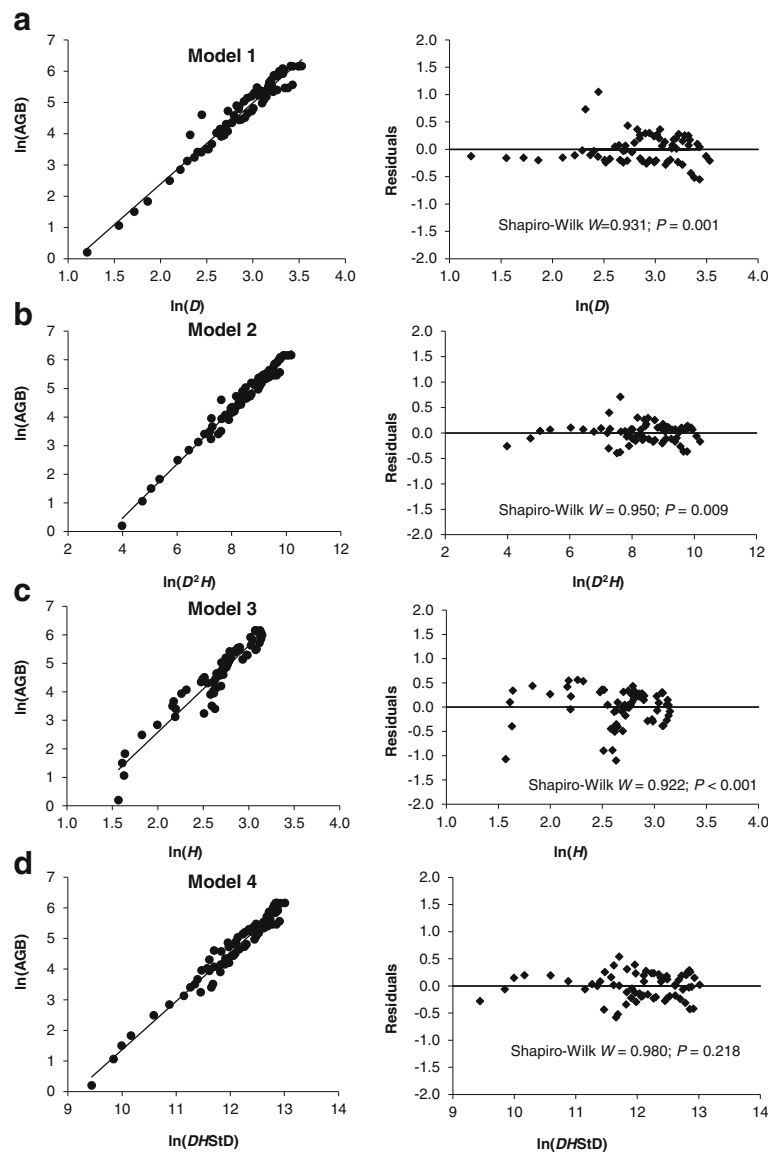 a
Model 1
ln(AGB)
7
6
5
4
3
2
1
0
1.0 1.5 2.0 2.5 3.0 3.5 4.0
ln(D)
Residuals
2.0
1.5
1.0
0.5
0.0
-0.5
-1.0
-1.5
-2.0
Shapiro-Wilk W=0.931; P = 0.001
1.0 1.5 2.0 2.5 3.0 3.5 4.0
ln(D)
b
Model 2
ln(AGB)
7
6
5
4
3
2
1
0
2 4 6 8 10 12
ln(D²H)
Residuals
2.0
1.5
1.0
0.5
0.0
-0.5
-1.0
-1.5
-2.0
Shapiro-Wilk W = 0.950; P = 0.009
2 4 6 8 10 12
ln(D²H)
c
Model 3
ln(AGB)
7
6
5
4
3
2
1
0
1.0 1.5 2.0 2.5 3.0 3.5 4.0
ln(H)
Residuals
2.0
1.5
1.0
0.5
0.0
-0.5
-1.0
-1.5
-2.0
Shapiro-Wilk W = 0.922; P < 0.001
1.0 1.5 2.0 2.5 3.0 3.5 4.0
ln(H)
d
Model 4
ln(AGB)
7
6
5
4
3
2
1
0
9 10 11 12 13 14
ln(DHStD)
Residuals
2.0
1.5
1.0
0.5
0.0
-0.5
-1.0
-1.5
-2.0
Shapiro-Wilk W = 0.980; P = 0.218
9 10 11 12 13 14
ln(DHStD)